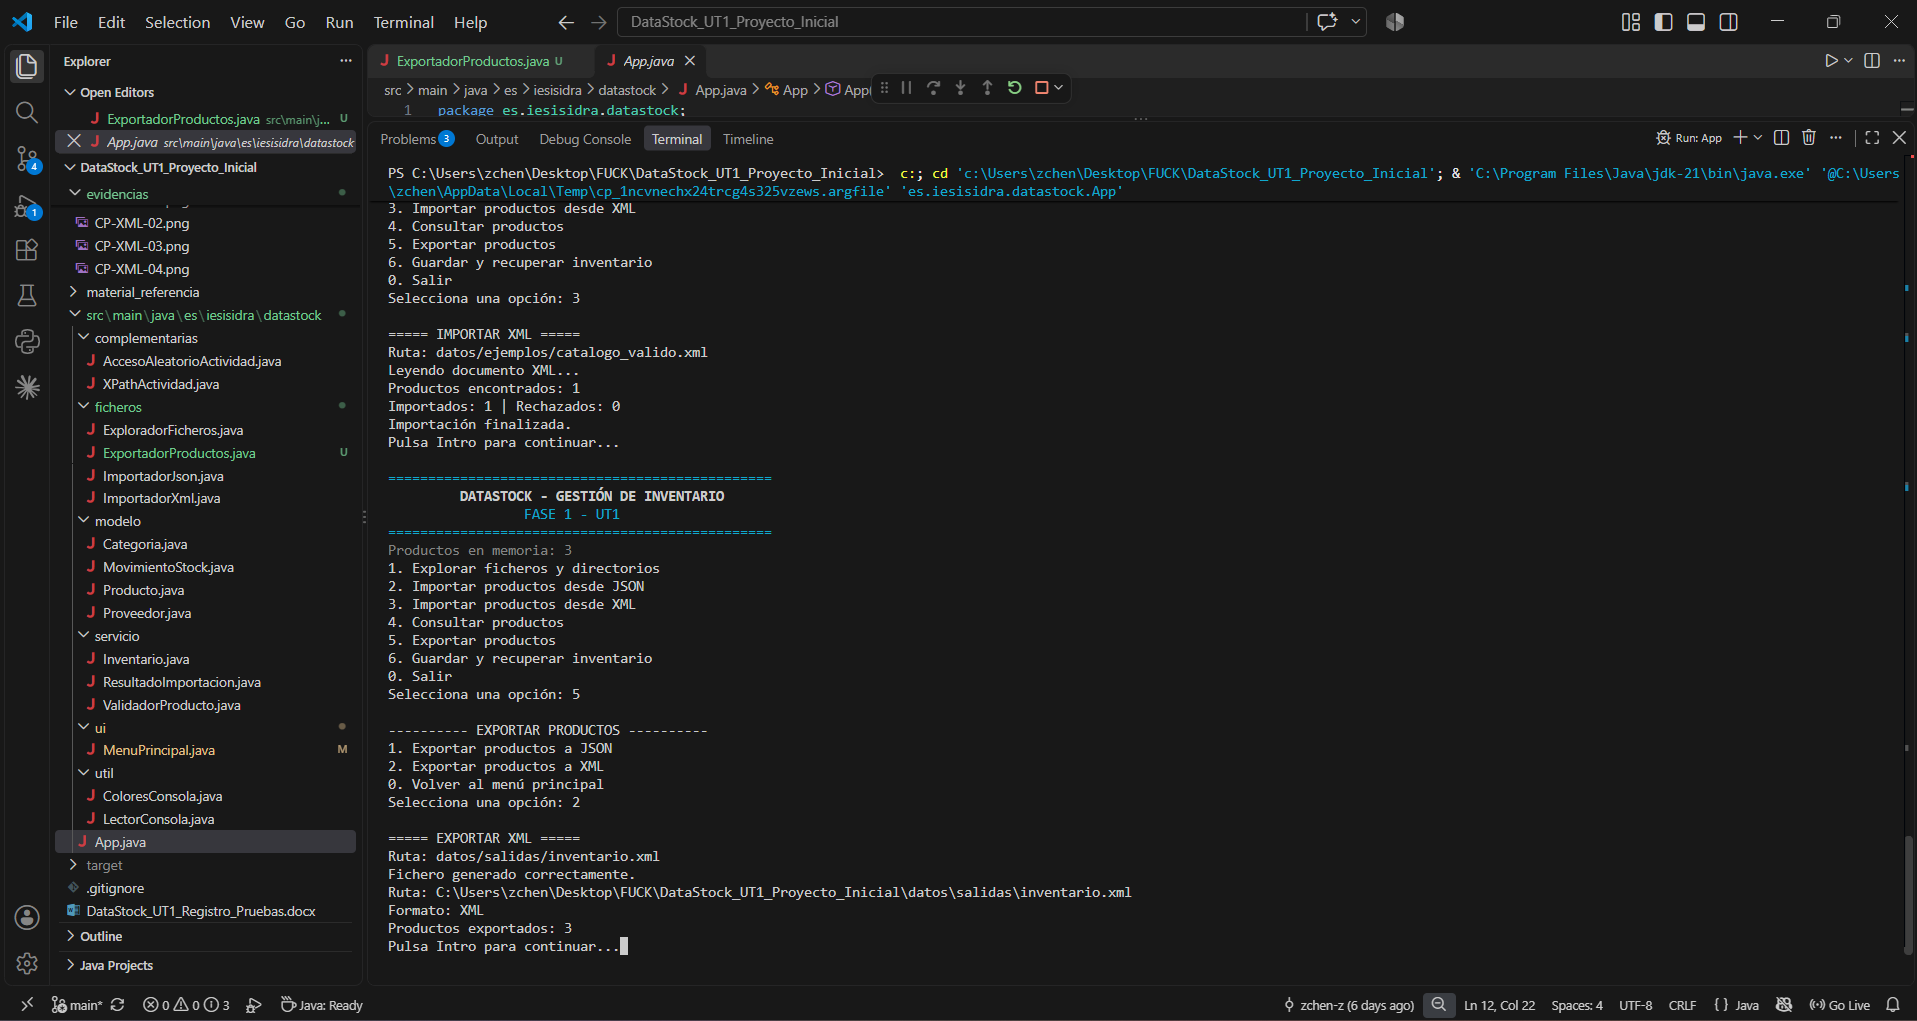 File Edit Selection View Go Run Terminal Help
DataStock_UT1_Proyecto_Inicial
Explorer
Open Editors
ExportadorProductos.java src\main\j... U
App.java src\main\java\es\iesisidra\datastock
DataStock_UT1_Proyecto_Inicial
evidencias
CP-XML-02.png
CP-XML-03.png
CP-XML-04.png
material_referencia
src\main\java\es\iesisidra\datastock
complementarias
AccesoAleatorioActividad.java
XPathActividad.java
ficheros
ExploradorFicheros.java
ExportadorProductos.java U
ImportadorJson.java
ImportadorXml.java
modelo
Categoria.java
MovimientoStock.java
Producto.java
Proveedor.java
servicio
Inventario.java
ResultadoImportacion.java
ValidadorProducto.java
ui
MenuPrincipal.java M
util
ColoresConsola.java
LectorConsola.java
App.java
target
.gitignore
DataStock_UT1_Registro_Pruebas.docx
Outline
Java Projects
4
1
ExportadorProductos.java U
App.java
src > main > java > es > iesisidra > datastock > App.java > App > App
1 package es.iesisidra.datastock;
Problems 3 Output Debug Console Terminal Timeline
Run: App
PS C:\Users\zchen\Desktop\FUCK\DataStock_UT1_Proyecto_Inicial> c:; cd 'c:\Users\zchen\Desktop\FUCK\DataStock_UT1_Proyecto_Inicial'; & 'C:\Program Files\Java\jdk-21\bin\java.exe' '@C:\Users
\zchen\AppData\Local\Temp\cp_1ncvnechx24trcg4s325vzews.argfile' 'es.iesisidra.datastock.App'
3. Importar productos desde XML
4. Consultar productos
5. Exportar productos
6. Guardar y recuperar inventario
0. Salir
Selecciona una opción: 3
===== IMPORTAR XML =====
Ruta: datos/ejemplos/catalogo_valido.xml
Leyendo documento XML...
Productos encontrados: 1
Importados: 1 | Rechazados: 0
Importación finalizada.
Pulsa Intro para continuar...
================================================
DATASTOCK - GESTIÓN DE INVENTARIO
FASE 1 - UT1
================================================
Productos en memoria: 3
1. Explorar ficheros y directorios
2. Importar productos desde JSON
3. Importar productos desde XML
4. Consultar productos
5. Exportar productos
6. Guardar y recuperar inventario
0. Salir
Selecciona una opción: 5
---------- EXPORTAR PRODUCTOS ----------
1. Exportar productos a JSON
2. Exportar productos a XML
0. Volver al menú principal
Selecciona una opción: 2
===== EXPORTAR XML =====
Ruta: datos/salidas/inventario.xml
Fichero generado correctamente.
Ruta: C:\Users\zchen\Desktop\FUCK\DataStock_UT1_Proyecto_Inicial\datos\salidas\inventario.xml
Formato: XML
Productos exportados: 3
Pulsa Intro para continuar...
main* 0 0 3 Java: Ready
zchen-z (6 days ago) Ln 12, Col 22 Spaces: 4 UTF-8 CRLF { } Java Go Live